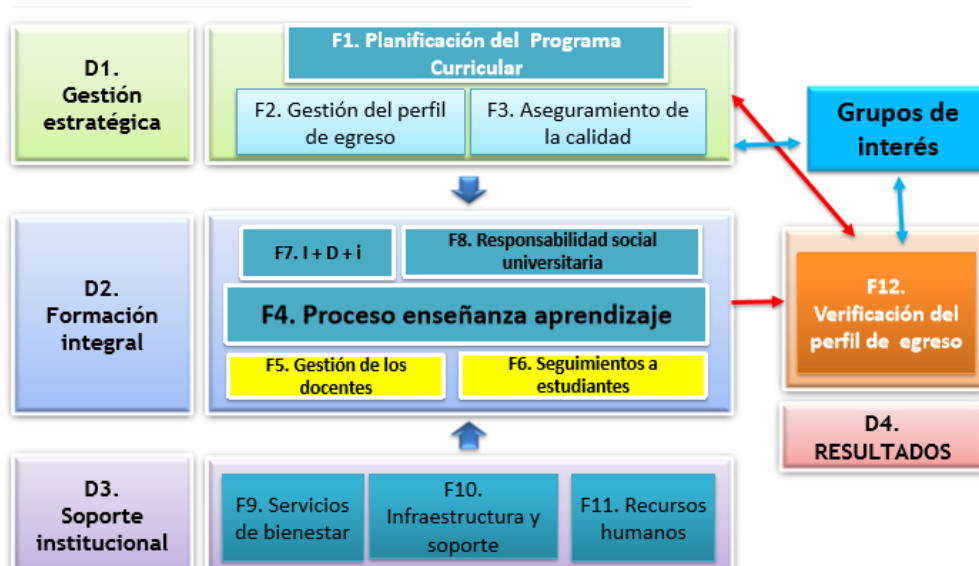 D1.
Gestión
estratégica
F1. Planificación del Programa
Curricular
F2. Gestión del perfil
de egreso
F3. Aseguramiento de
la calidad
Grupos de
interés
D2.
Formación
integral
F7. I + D + i
F8. Responsabilidad social
universitaria
F4. Proceso enseñanza aprendizaje
F5. Gestión de los
docentes
F6. Seguimientos a
estudiantes
F12.
Verificación del
perfil de egreso
D4.
RESULTADOS
D3.
Soporte
institucional
F9. Servicios
de bienestar
F10.
Infraestructura y
soporte
F11. Recursos
humanos